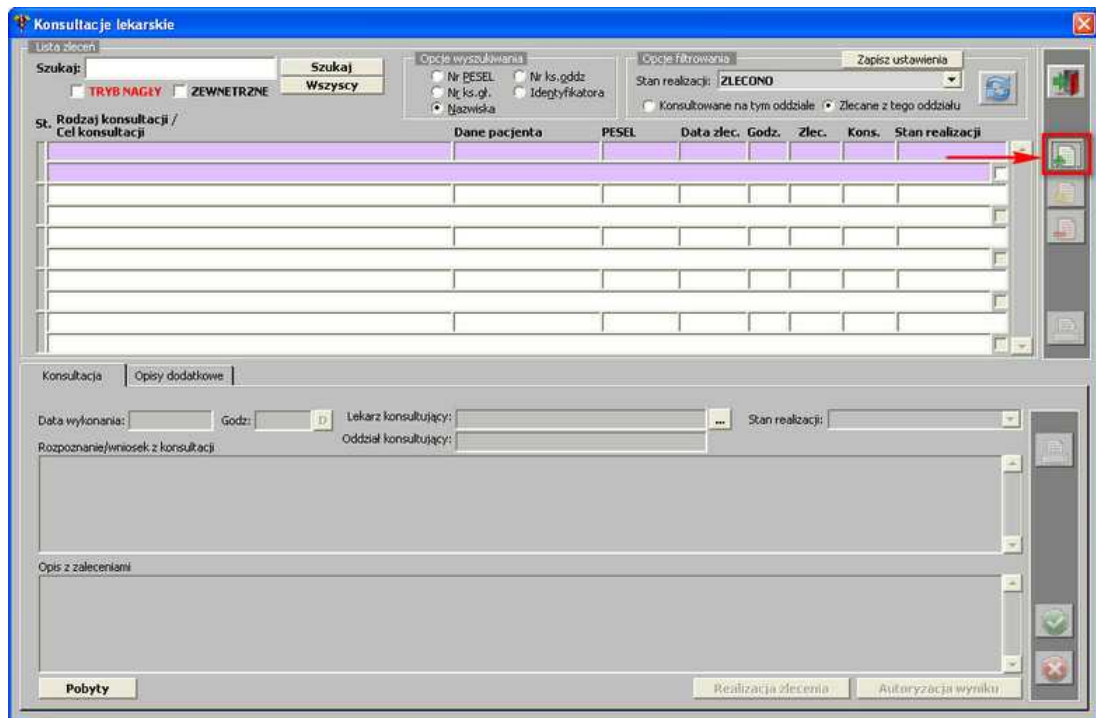 Konsultacje lekarskie
Lista zleceń
Szukaj:
Szukaj
Wszyscy
TRYB NAGŁY
ZEWNETRZNE
Opcje wyszukiwania
Nr PESEL
Nr ks.oddz
Nr ks.gł.
Identyfikatora
Nazwiska
Opcje filtrowania
Zapisz ustawienia
Stan realizacji: ZLECONO
Konsultowane na tym oddziale
Zlecane z tego oddziału
St. Rodzaj konsultacji /
Cel konsultacji
Dane pacjenta PESEL Data zlec. Godz. Zlec. Kons. Stan realizacji
Konsultacja
Opisy dodatkowe
Data wykonania: Godz: D Lekarz konsultujący: ... Stan realizacji:
Oddział konsultujący:
Rozpoznanie/wniosek z konsultacji
Opis z zaleceniami
Pobyty
Realizacja zlecenia
Autoryzacja wyniku